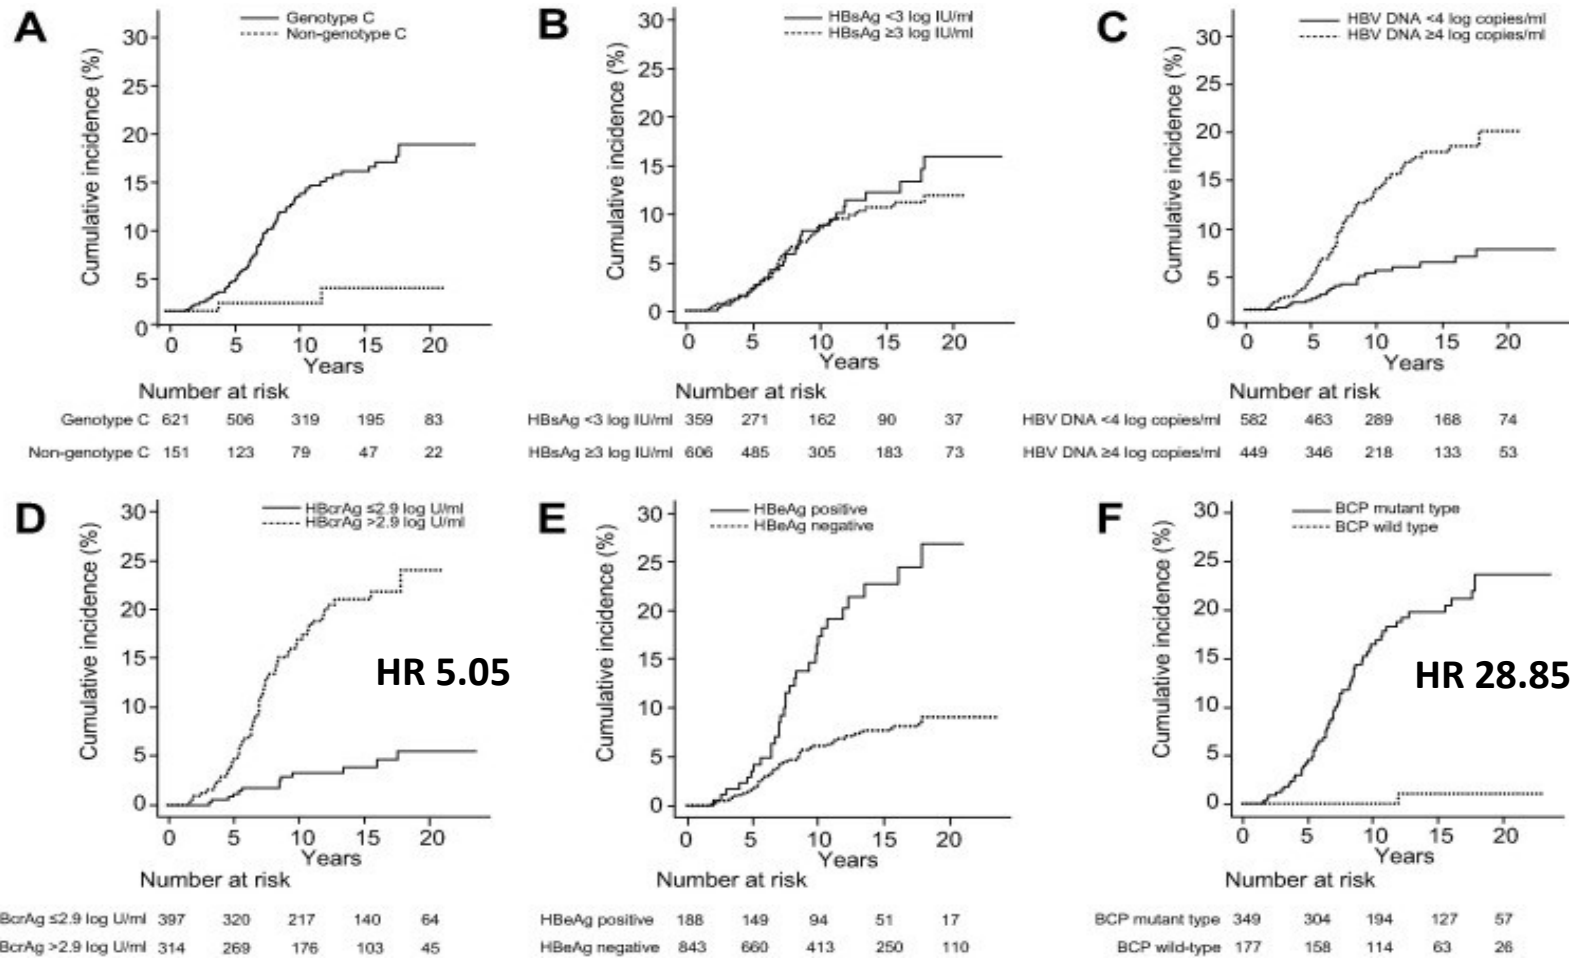 A
Genotype C
Non-genotype C
Cumulative incidence (%)
30
25
20
15
10
5
0
0 5 10 15 20
Years
Number at risk
Genotype C 621 506 319 195 83
Non-genotype C 151 123 79 47 22
B
HBsAg <3 log IU/ml
HBsAg ≥3 log IU/ml
Cumulative incidence (%)
30
25
20
15
10
5
0
0 5 10 15 20
Years
Number at risk
HBsAg <3 log IU/ml 359 271 162 90 37
HBsAg ≥3 log IU/ml 606 485 305 183 73
C
HBV DNA <4 log copies/ml
HBV DNA ≥4 log copies/ml
Cumulative incidence (%)
30
25
20
15
10
5
0
0 5 10 15 20
Years
Number at risk
HBV DNA <4 log copies/ml 582 463 289 168 74
HBV DNA ≥4 log copies/ml 449 346 218 133 53
D
HBcrAg ≤2.9 log U/ml
HBcrAg >2.9 log U/ml
Cumulative incidence (%)
30
25
20
15
10
5
0
HR 5.05
0 5 10 15 20
Years
Number at risk
BcrAg ≤2.9 log U/ml 397 320 217 140 64
BcrAg >2.9 log U/ml 314 269 176 103 45
E
HBeAg positive
HBeAg negative
Cumulative incidence (%)
30
25
20
15
10
5
0
0 5 10 15 20
Years
Number at risk
HBeAg positive 188 149 94 51 17
HBeAg negative 843 660 413 250 110
F
BCP mutant type
BCP wild type
Cumulative incidence (%)
30
25
20
15
10
5
0
HR 28.85
0 5 10 15 20
Years
Number at risk
BCP mutant type 349 304 194 127 57
BCP wild-type 177 158 114 63 26